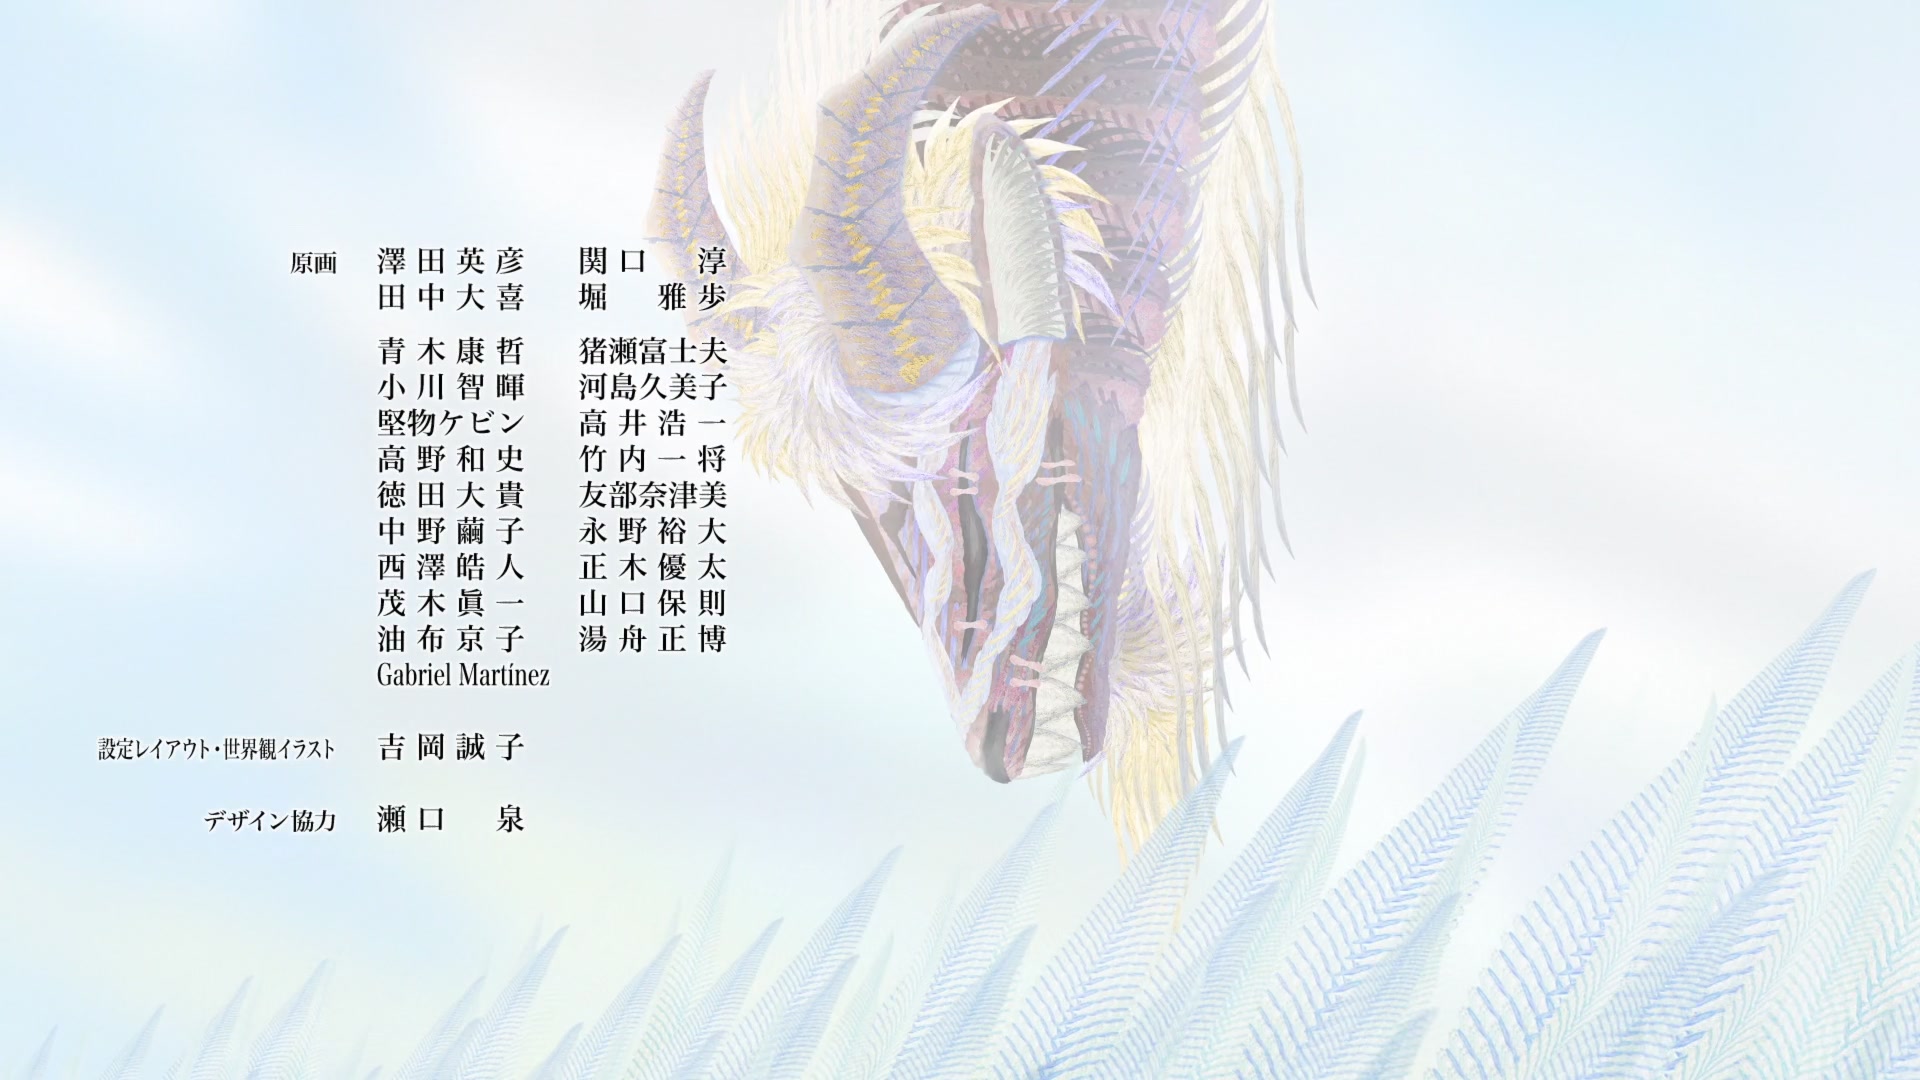 原画 澤田英彦 関口 淳
田中大喜 堀 雅歩
青木康哲 猪瀬富士夫
小川智暉 河島久美子
堅物ケビン 高井浩一
高野和史 竹内一将
徳田大貴 友部奈津美
中野繭子 永野裕大
西澤皓人 正木優太
茂木眞一 山口保則
油布京子 湯舟正博
Gabriel Martínez
設定レイアウト・世界観イラスト 吉岡誠子
デザイン協力 瀬口 泉